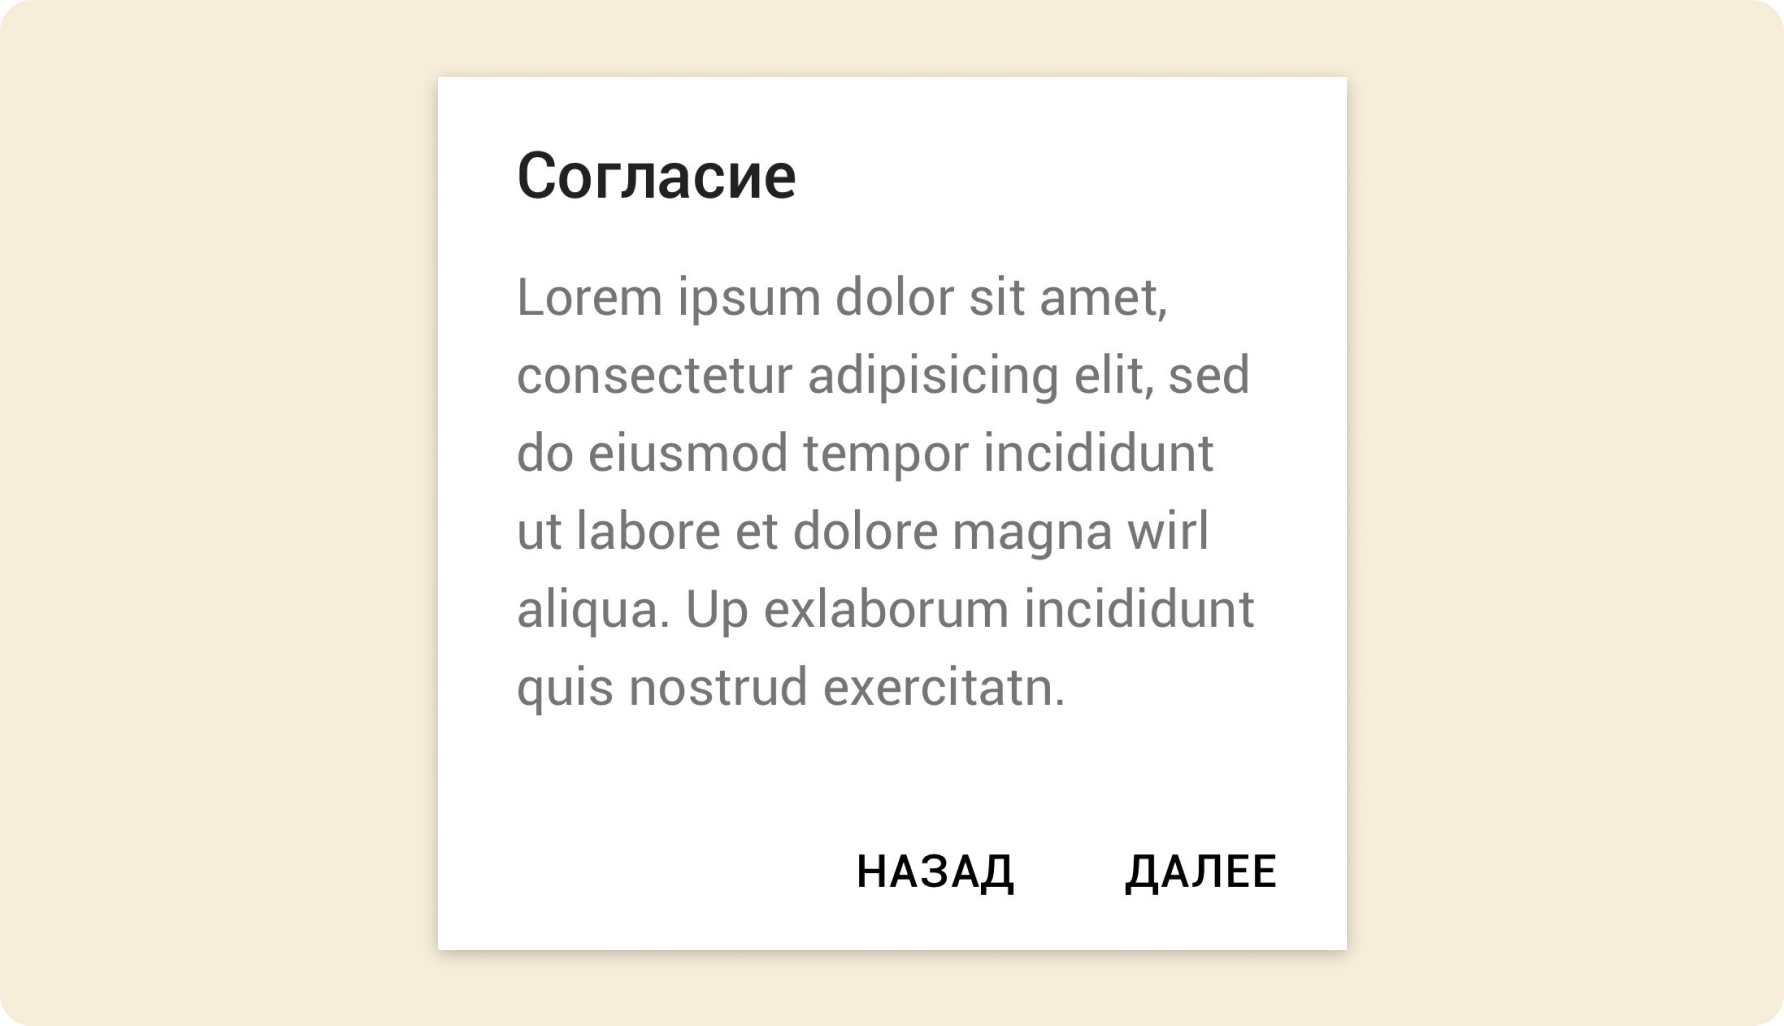 Согласие
Lorem ipsum dolor sit amet,
consectetur adipisicing elit, sed
do eiusmod tempor incididunt
ut labore et dolore magna wirl
aliqua. Up exlaborum incididunt
quis nostrud exercitatn.
НАЗАД ДАЛЕЕ